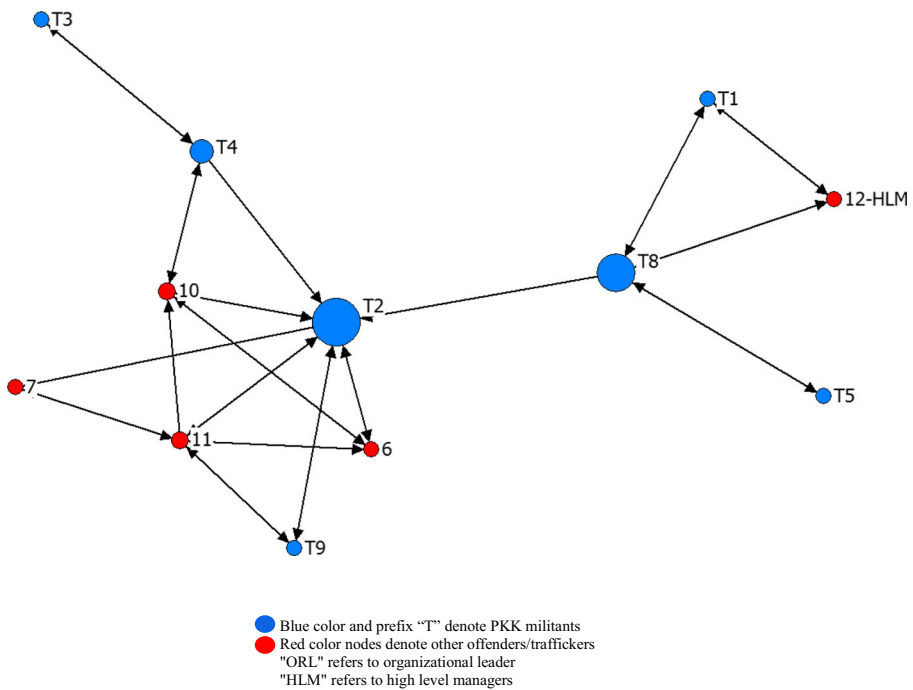 T3
T1
T4
12-HLM
T8
10
T2
7
T5
11
6
T9
Blue color and prefix “T” denote PKK militants
Red color nodes denote other offenders/traffickers
"ORL" refers to organizational leader
"HLM" refers to high level managers